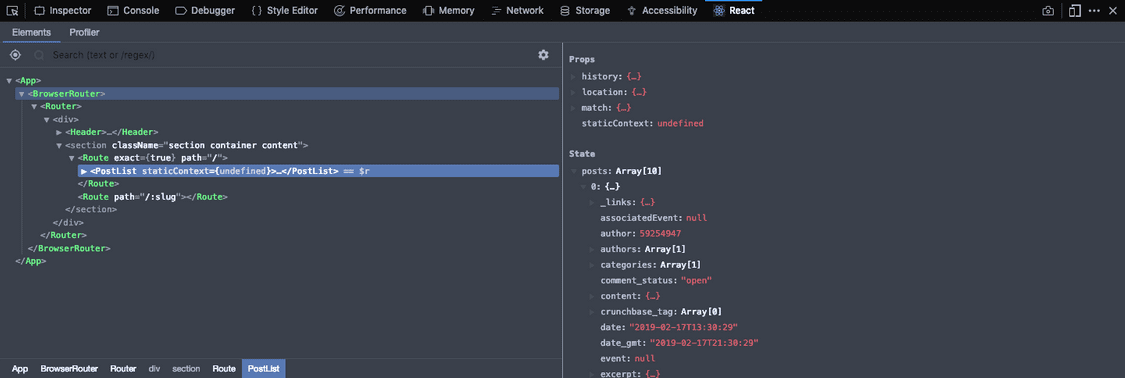 Inspector Console Debugger Style Editor Performance Memory Network Storage Accessibility React
Elements Profiler
Search (text or /regex/)
<App>
<BrowserRouter>
<Router>
<div>
<Header>…</Header>
<section className="section container content">
<Route exact={true} path="/">
<PostList staticContext={undefined}>…</PostList> == $r
</Route>
<Route path="/:slug"></Route>
</section>
</div>
</Router>
</BrowserRouter>
</App>
App BrowserRouter Router div section Route PostList
Props
history: {…}
location: {…}
match: {…}
staticContext: undefined
State
posts: Array[10]
0: {…}
_links: {…}
associatedEvent: null
author: 59254947
authors: Array[1]
categories: Array[1]
comment_status: "open"
content: {…}
crunchbase_tag: Array[0]
date: "2019-02-17T13:30:29"
date_gmt: "2019-02-17T21:30:29"
event: null
excerpt: {…}